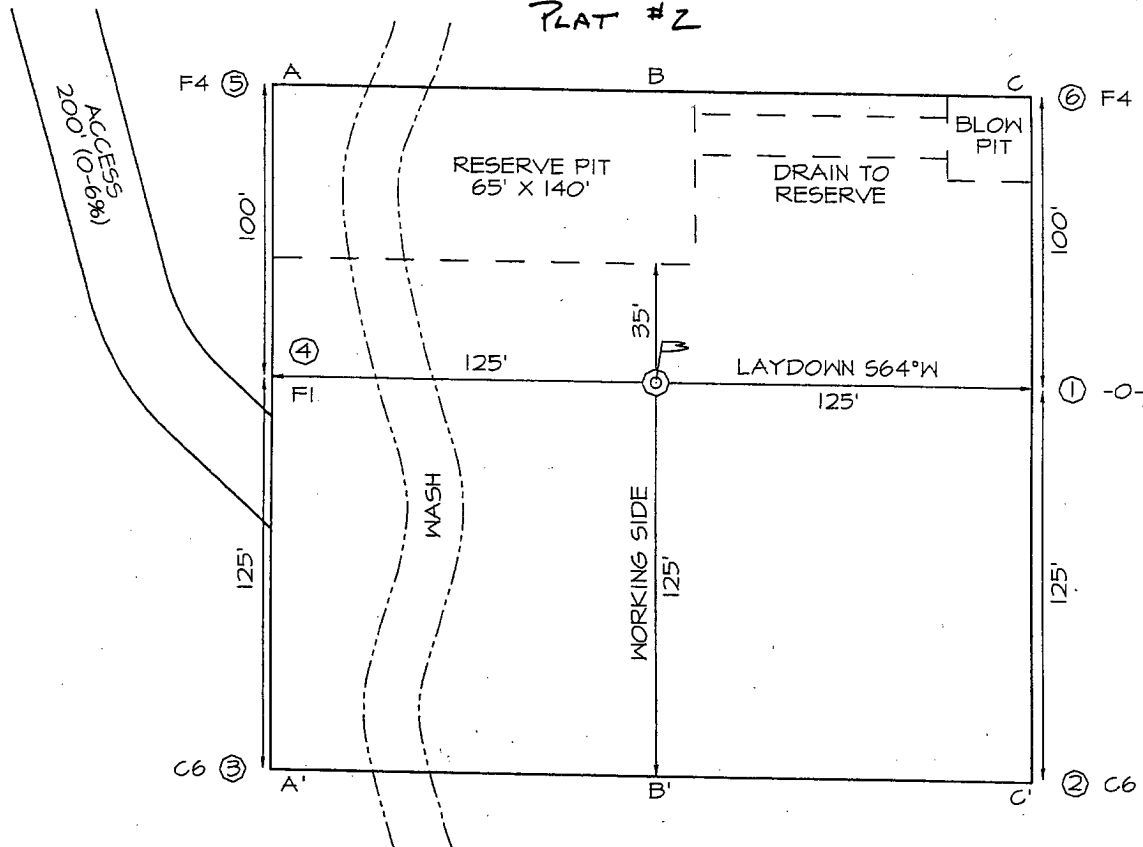 PLAT #2
A
B
C
F4 ⑤
⑥ F4
ACCESS
200' (0-6%)
RESERVE PIT
65' X 140'
BLOW
PIT
DRAIN TO
RESERVE
100'
100'
35'
④
125'
LAYDOWN S64°W
F1
125'
① -0-
WASH
WORKING SIDE
125'
125'
125'
C6 ③
A'
B'
C'
② C6